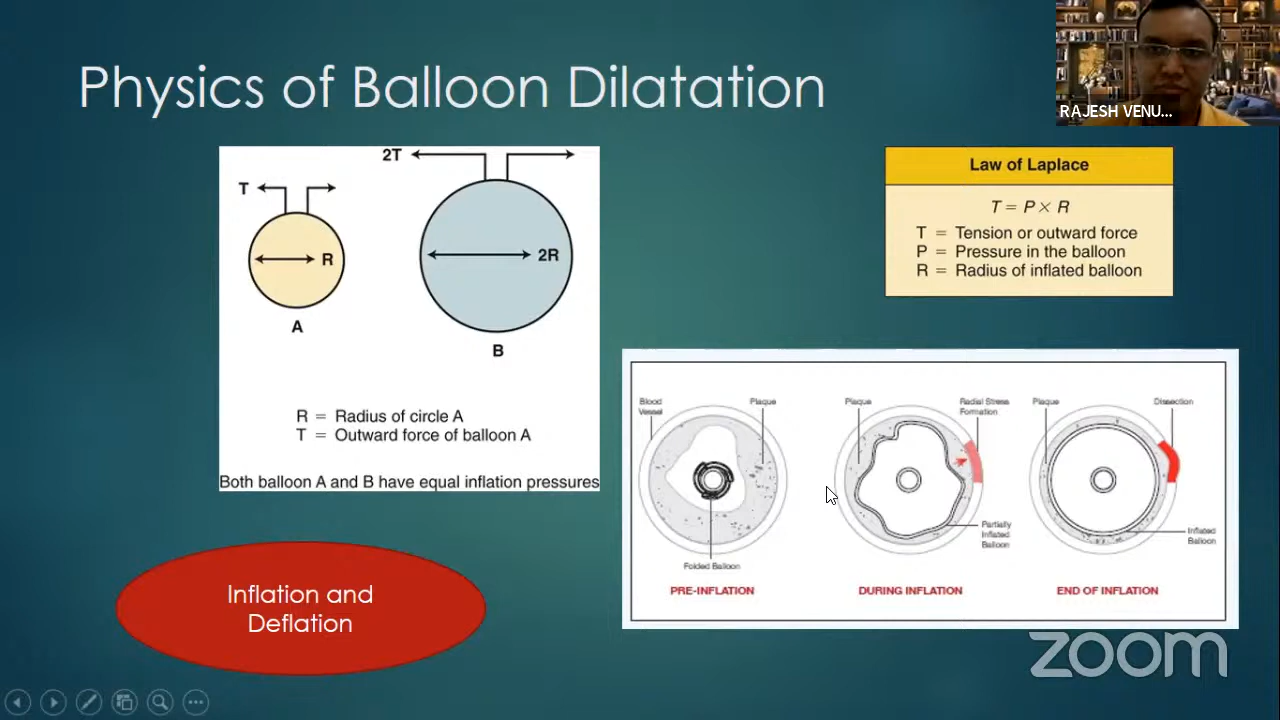 Physics of Balloon Dilatation
RAJESH VENU...
2T
T
R
2R
A
B
R = Radius of circle A
T = Outward force of balloon A
Both balloon A and B have equal inflation pressures
Law of Laplace
T = P × R
T = Tension or outward force
P = Pressure in the balloon
R = Radius of inflated balloon
Blood
Vessel
Plaque
Folded Balloon
PRE-INFLATION
Plaque
Radial Stress
Formation
Partially
Inflated
Balloon
DURING INFLATION
Plaque
Dissection
Inflated
Balloon
END OF INFLATION
Inflation and
Deflation
zoom